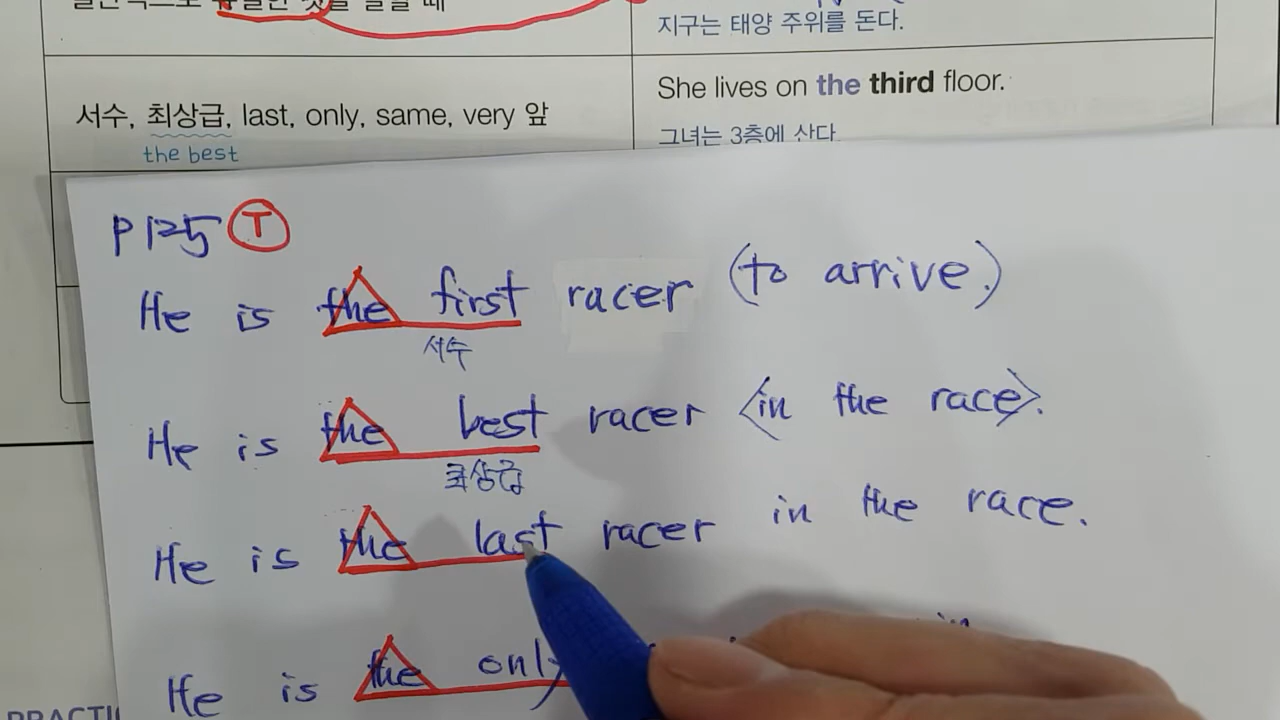 지구는 태양 주위를 돈다.
서수, 최상급, last, only, same, very 앞
the best
She lives on the third floor.
그녀는 3층에 산다
P125 T
He is the first racer (to arrive.)
서수
He is the best racer <in the race>.
최상급
He is the last racer in the race.
He is the only in